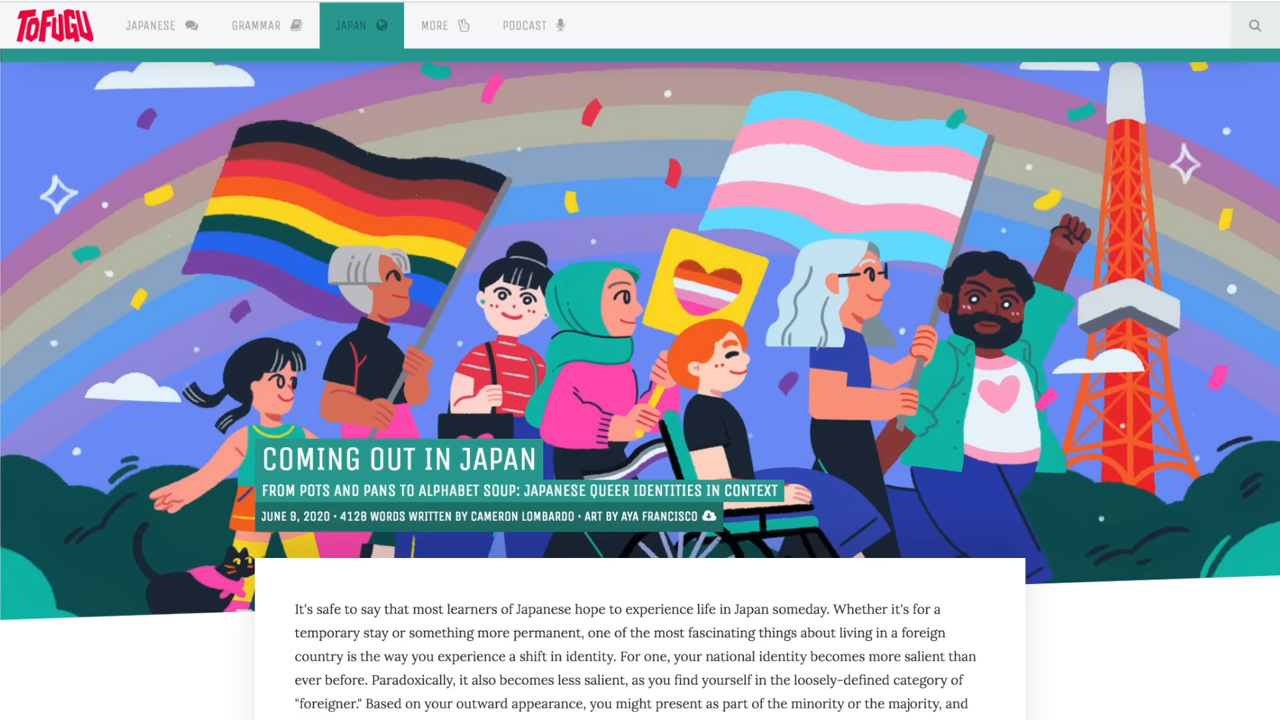 TOFUGU
JAPANESE
GRAMMAR
JAPAN
MORE
PODCAST
COMING OUT IN JAPAN
FROM POTS AND PANS TO ALPHABET SOUP: JAPANESE QUEER IDENTITIES IN CONTEXT
JUNE 9, 2020 • 4128 WORDS WRITTEN BY CAMERON LOMBARDO • ART BY AYA FRANCISCO
It's safe to say that most learners of Japanese hope to experience life in Japan someday. Whether it's for a
temporary stay or something more permanent, one of the most fascinating things about living in a foreign
country is the way you experience a shift in identity. For one, your national identity becomes more salient than
ever before. Paradoxically, it also becomes less salient, as you find yourself in the loosely-defined category of
"foreigner." Based on your outward appearance, you might present as part of the minority or the majority, and